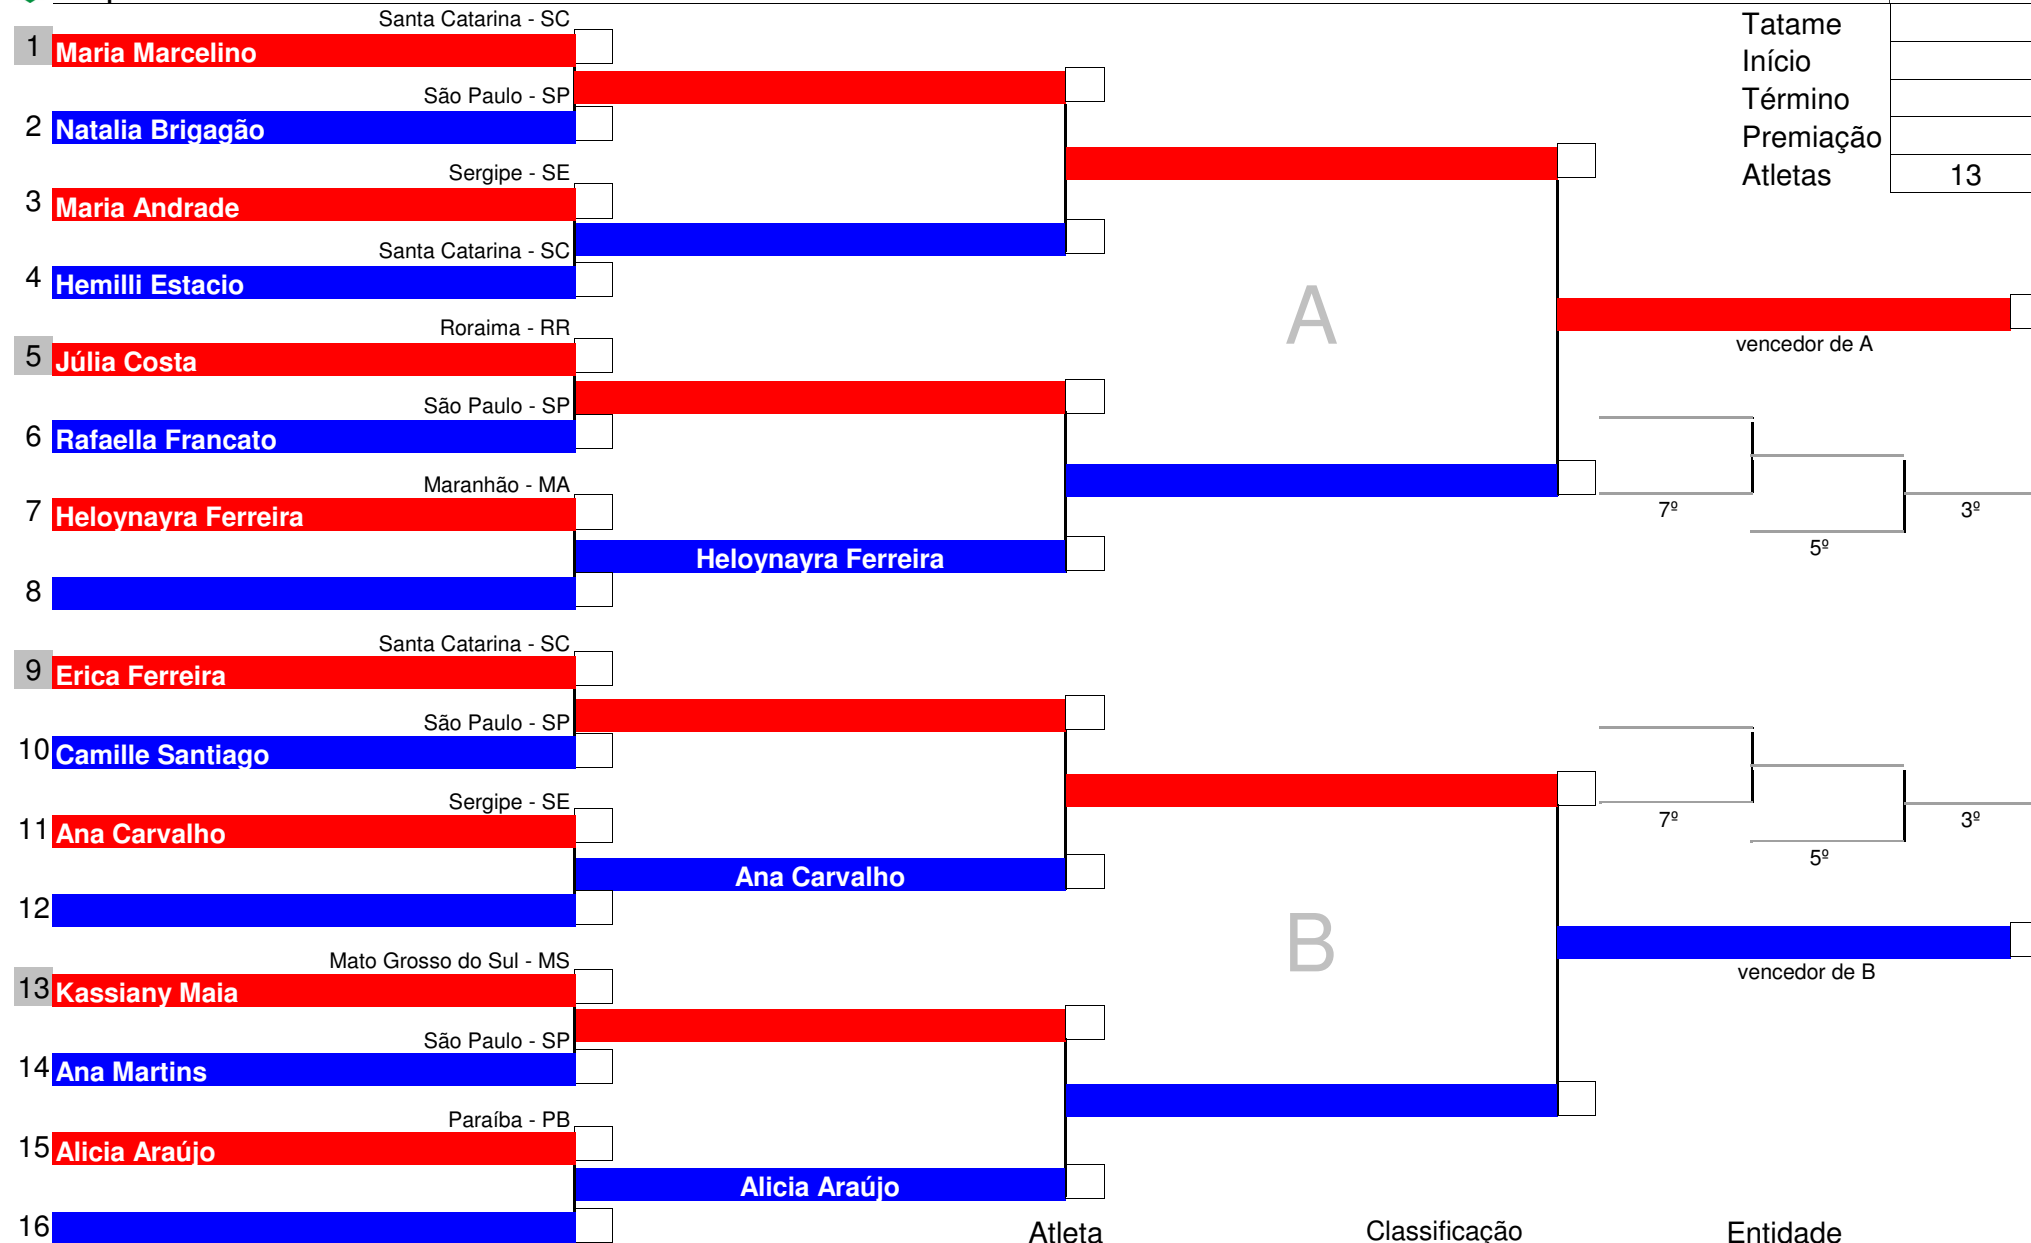 Santa Catarina - SC
1 Maria Marcelino
São Paulo - SP
2 Natalia Brigagão
Sergipe - SE
3 Maria Andrade
Santa Catarina - SC
4 Hemilli Estacio
Roraima - RR
5 Júlia Costa
São Paulo - SP
6 Rafaella Francato
Maranhão - MA
7 Heloynayra Ferreira
Heloynayra Ferreira
8
Santa Catarina - SC
9 Erica Ferreira
São Paulo - SP
10 Camille Santiago
Sergipe - SE
11 Ana Carvalho
Ana Carvalho
12
Mato Grosso do Sul - MS
13 Kassiany Maia
São Paulo - SP
14 Ana Martins
Paraíba - PB
15 Alicia Araújo
Alicia Araújo
16
A
B
Tatame
Início
Término
Premiação
Atletas 13
vencedor de A
7º
3º
5º
7º
3º
5º
vencedor de B
Atleta Classificação Entidade